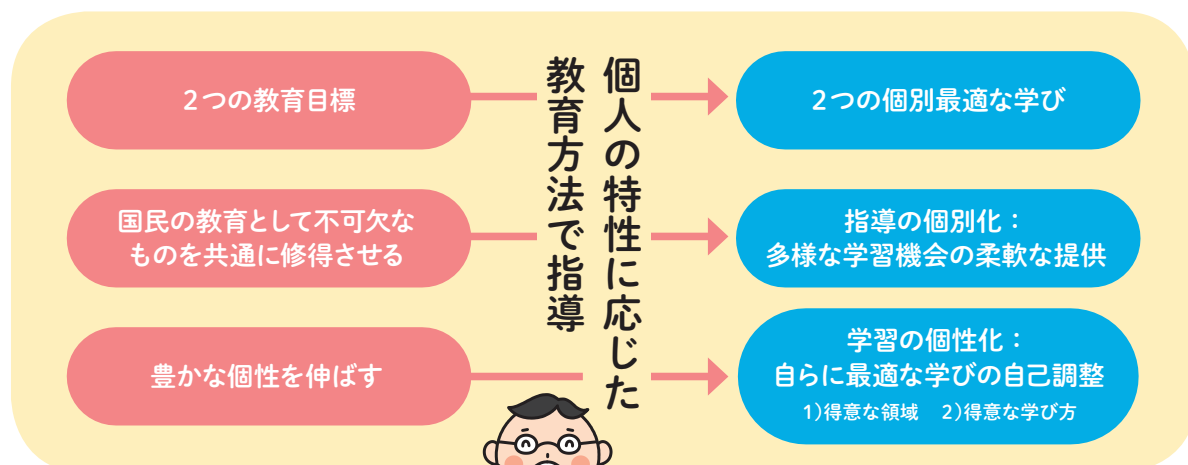 2つの教育目標
国民の教育として不可欠な
ものを共通に修得させる
豊かな個性を伸ばす
個人の特性に応じた
教育方法で指導
2つの個別最適な学び
指導の個別化：
多様な学習機会の柔軟な提供
学習の個性化：
自らに最適な学びの自己調整
1)得意な領域　2)得意な学び方